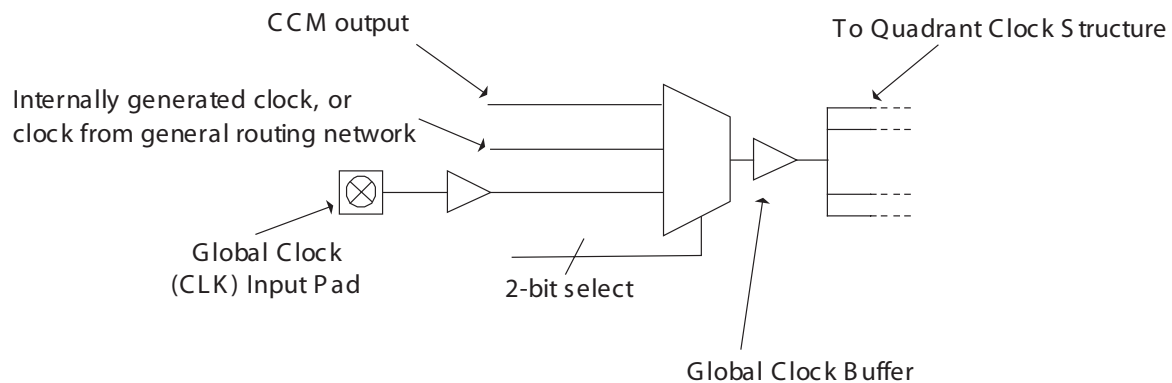 CCM output
To Quadrant Clock Structure
Internally generated clock, or
clock from general routing network
Global Clock
(CLK) Input Pad
2-bit select
Global Clock Buffer